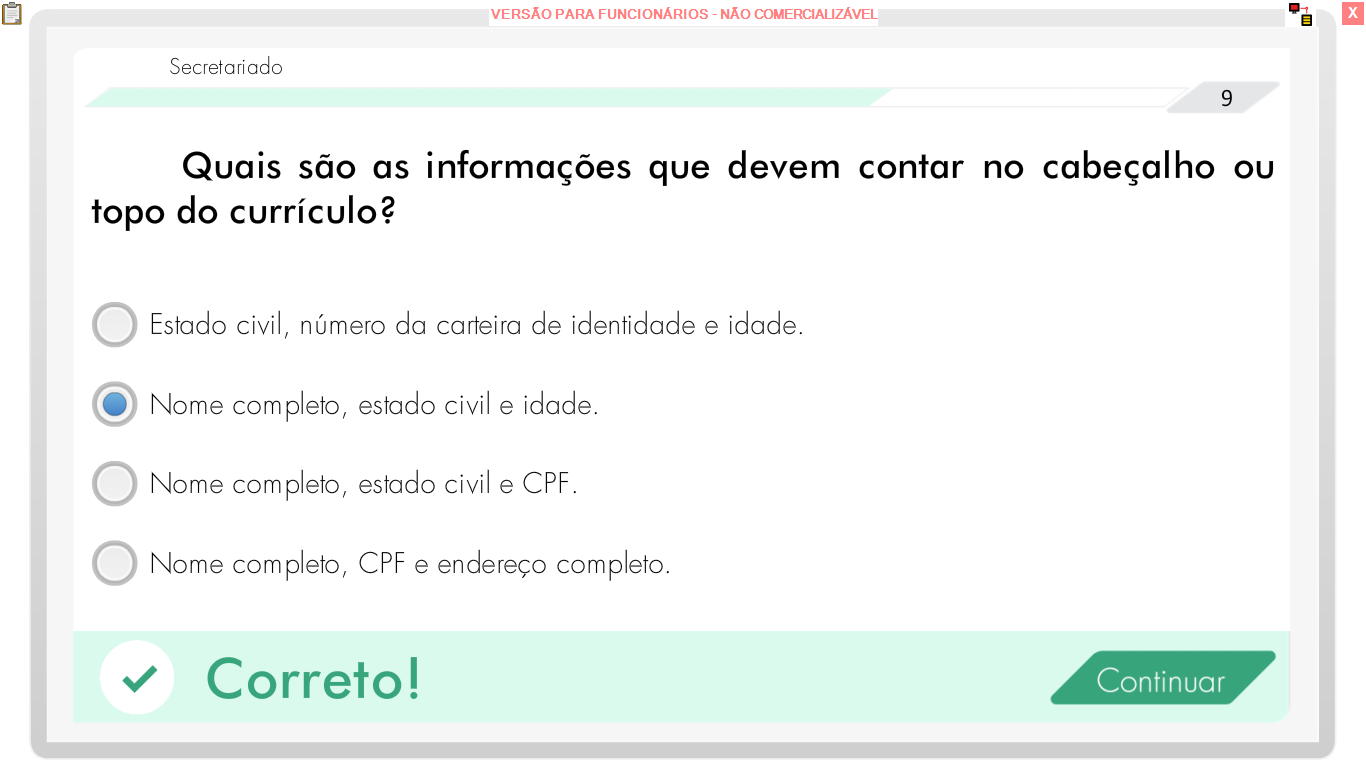 VERSÃO PARA FUNCIONÁRIOS - NÃO COMERCIALIZÁVEL
X
Secretariado
9
Quais são as informações que devem contar no cabeçalho ou
topo do currículo?
Estado civil, número da carteira de identidade e idade.
Nome completo, estado civil e idade.
Nome completo, estado civil e CPF.
Nome completo, CPF e endereço completo.
Correto!
Continuar